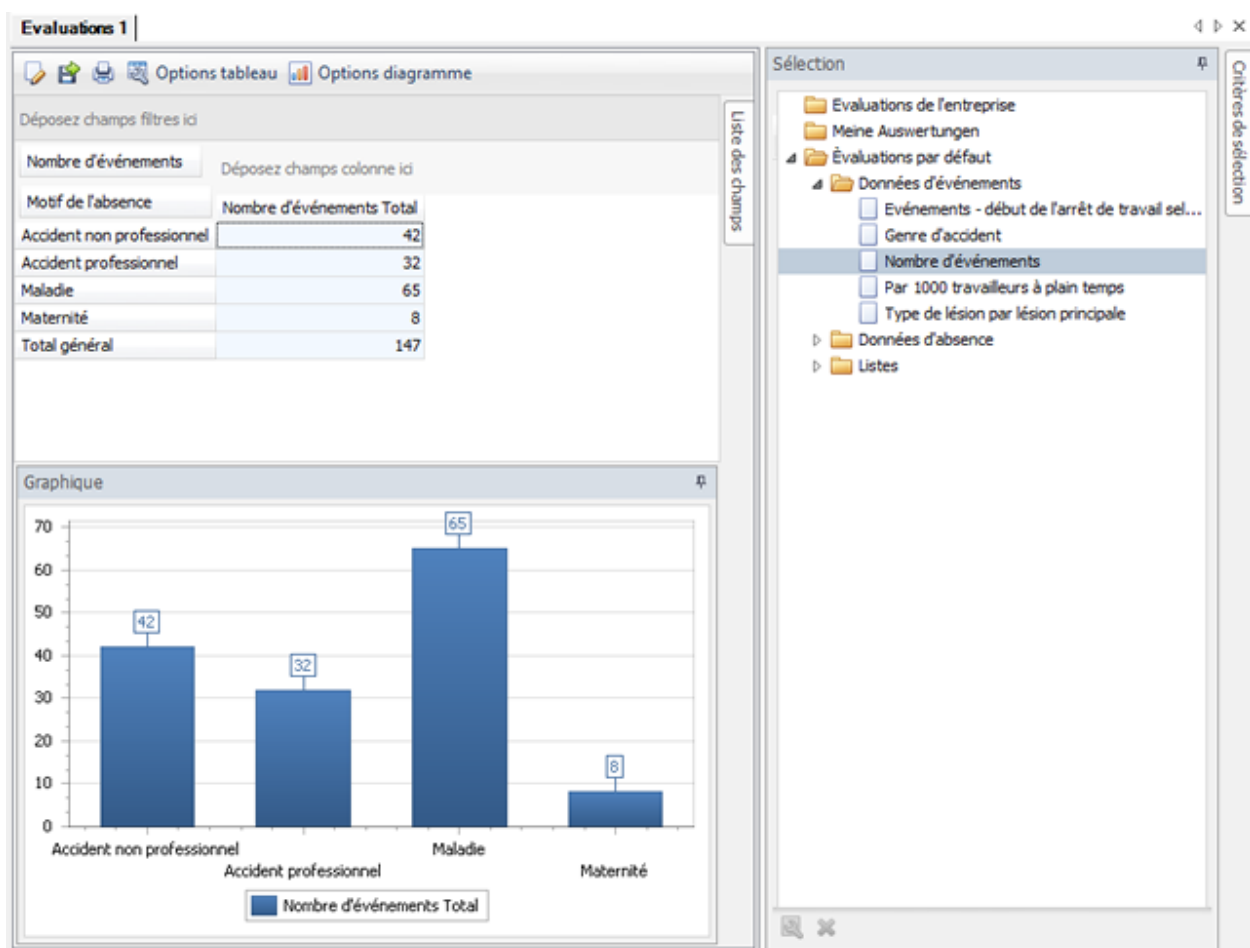 Evaluations 1
Options tableau Options diagramme
Déposez champs filtres ici
Nombre d'événements Déposez champs colonne ici
Motif de l'absence Nombre d'événements Total
Accident non professionnel 42
Accident professionnel 32
Maladie 65
Maternité 8
Total général 147
Liste des champs
Graphique
70
60
50
40
30
20
10
0
42
32
65
8
Accident non professionnel
Accident professionnel
Maladie
Maternité
Nombre d'événements Total
Sélection
Evaluations de l'entreprise
Meine Auswertungen
Èvaluations par défaut
Données d'événements
Evénements - début de l'arrêt de travail sel...
Genre d'accident
Nombre d'événements
Par 1000 travailleurs à plain temps
Type de lésion par lésion principale
Données d'absence
Listes
Critères de sélection